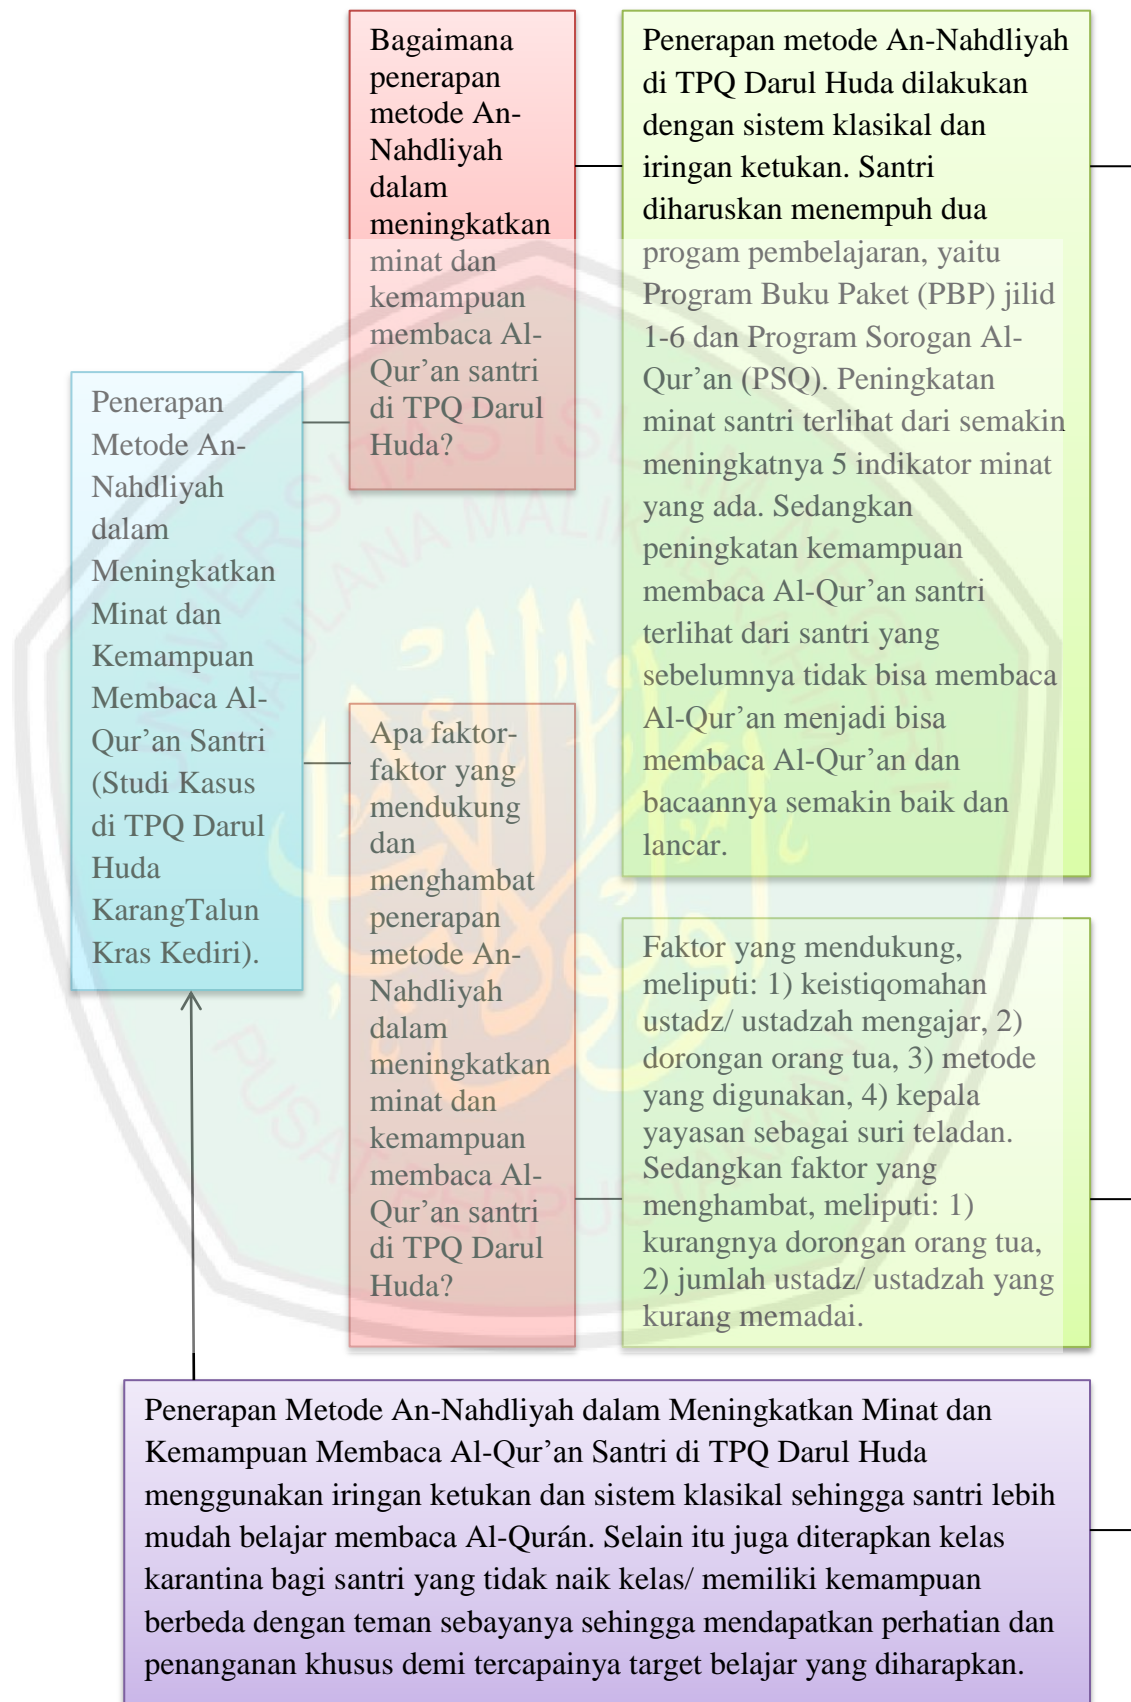 Bagaimana
penerapan
metode An-
Nahdliyah
dalam
meningkatkan
minat dan
kemampuan
membaca Al-
Qur’an santri
di TPQ Darul
Huda?
Penerapan metode An-Nahdliyah
di TPQ Darul Huda dilakukan
dengan sistem klasikal dan
iringan ketukan. Santri
diharuskan menempuh dua
progam pembelajaran, yaitu
Program Buku Paket (PBP) jilid
1-6 dan Program Sorogan Al-
Qur’an (PSQ). Peningkatan
minat santri terlihat dari semakin
meningkatnya 5 indikator minat
yang ada. Sedangkan
peningkatan kemampuan
membaca Al-Qur’an santri
terlihat dari santri yang
sebelumnya tidak bisa membaca
Al-Qur’an menjadi bisa
membaca Al-Qur’an dan
bacaannya semakin baik dan
lancar.
Penerapan
Metode An-
Nahdliyah
dalam
Meningkatkan
Minat dan
Kemampuan
Membaca Al-
Qur’an Santri
(Studi Kasus
di TPQ Darul
Huda
KarangTalun
Kras Kediri).
Apa faktor-
faktor yang
mendukung
dan
menghambat
penerapan
metode An-
Nahdliyah
dalam
meningkatkan
minat dan
kemampuan
membaca Al-
Qur’an santri
di TPQ Darul
Huda?
Faktor yang mendukung,
meliputi: 1) keistiqomahan
ustadz/ ustadzah mengajar, 2)
dorongan orang tua, 3) metode
yang digunakan, 4) kepala
yayasan sebagai suri teladan.
Sedangkan faktor yang
menghambat, meliputi: 1)
kurangnya dorongan orang tua,
2) jumlah ustadz/ ustadzah yang
kurang memadai.
Penerapan Metode An-Nahdliyah dalam Meningkatkan Minat dan
Kemampuan Membaca Al-Qur’an Santri di TPQ Darul Huda
menggunakan iringan ketukan dan sistem klasikal sehingga santri lebih
mudah belajar membaca Al-Qurán. Selain itu juga diterapkan kelas
karantina bagi santri yang tidak naik kelas/ memiliki kemampuan
berbeda dengan teman sebayanya sehingga mendapatkan perhatian dan
penanganan khusus demi tercapainya target belajar yang diharapkan.